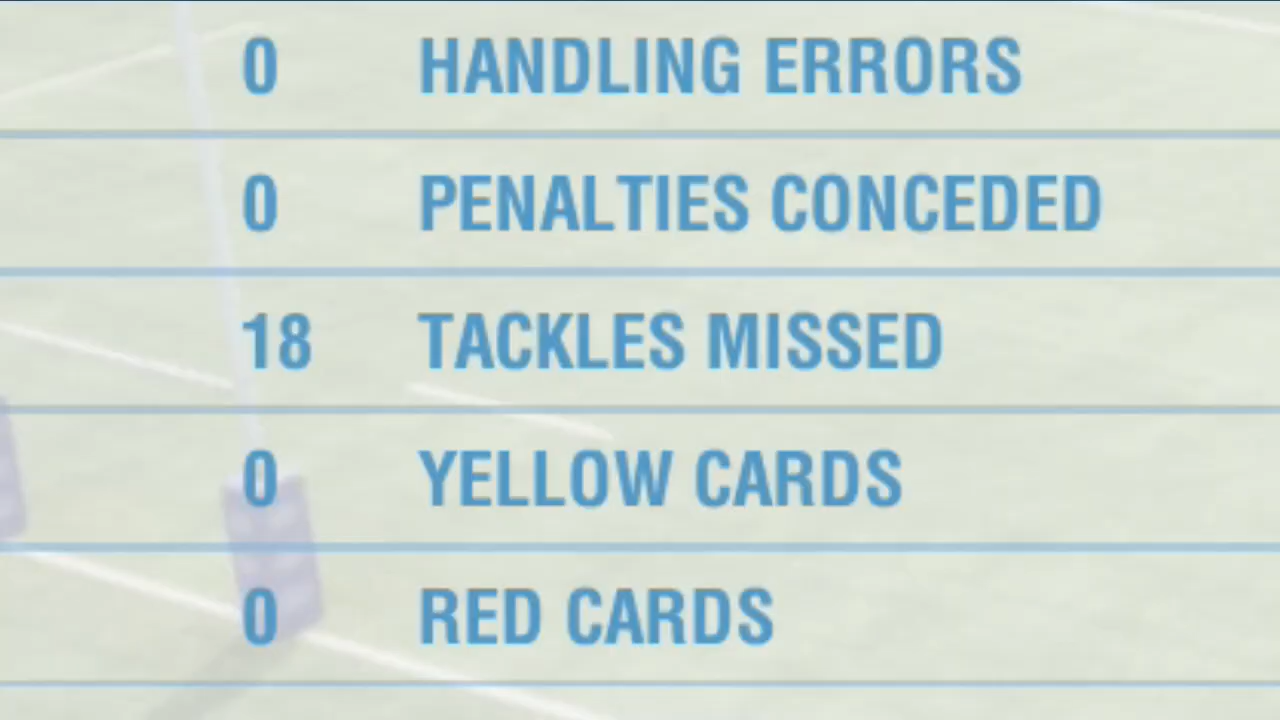 0 HANDLING ERRORS
0 PENALTIES CONCEDED
18 TACKLES MISSED
0 YELLOW CARDS
0 RED CARDS